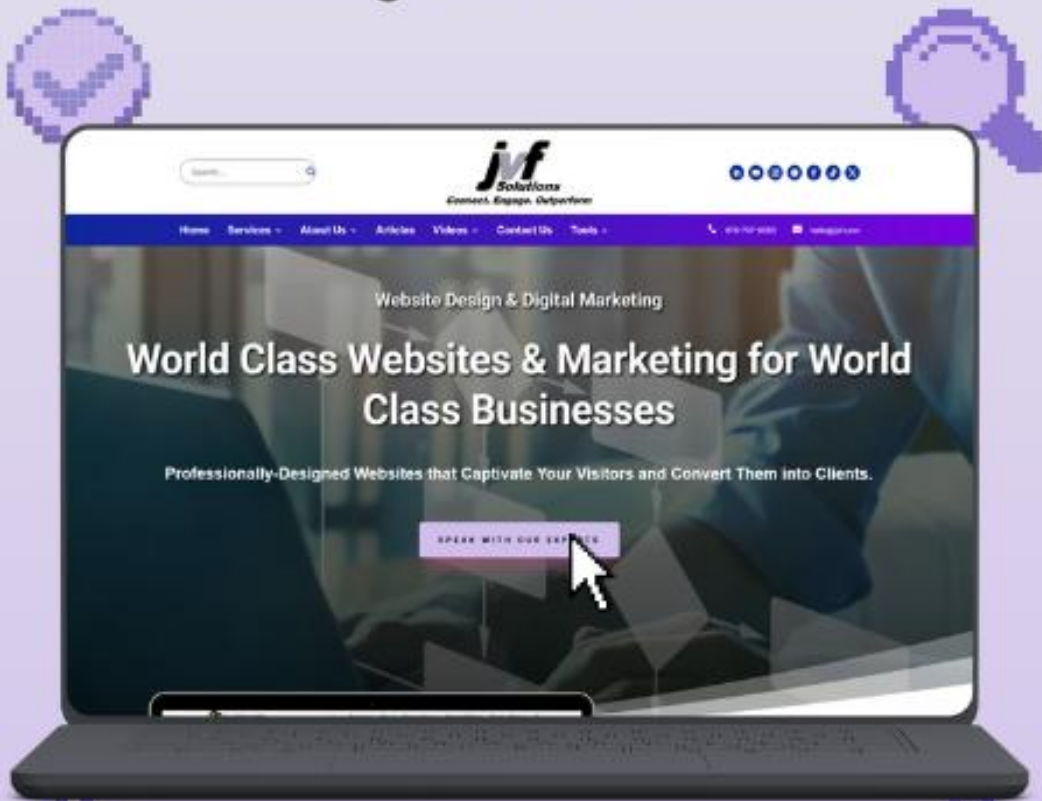 Search...
jvf
Solutions
Connect. Engage. Outperform
Home Services About Us Articles Videos Contact Us Tools
Website Design & Digital Marketing
World Class Websites & Marketing for World
Class Businesses
Professionally-Designed Websites that Captivate Your Visitors and Convert Them into Clients.
SPEAK WITH OUR EXPERTS